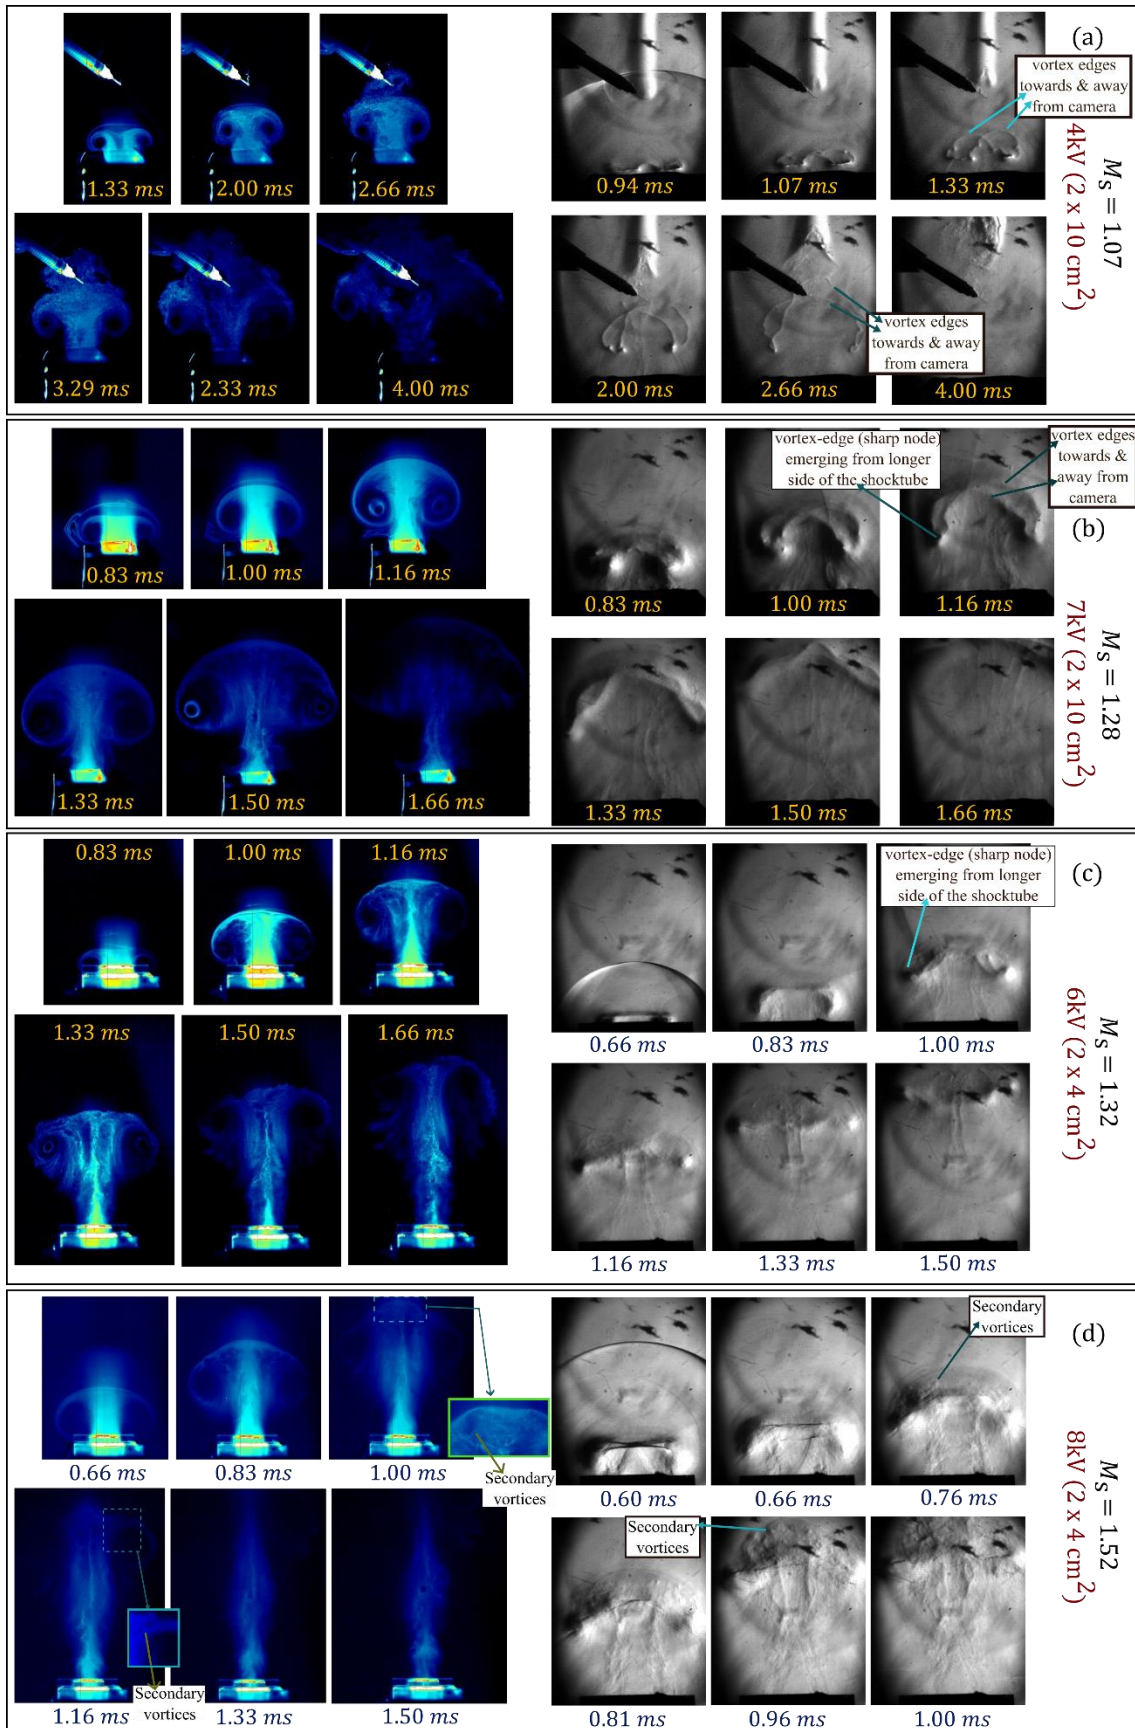 1.33 ms
2.00 ms
2.66 ms
3.29 ms
2.33 ms
4.00 ms
0.94 ms
1.07 ms
1.33 ms
2.00 ms
2.66 ms
4.00 ms
(a)
vortex edges
towards & away
from camera
vortex edges
towards & away
from camera
M_s = 1.07
4kV (2 x 10 cm²)
0.83 ms
1.00 ms
1.16 ms
1.33 ms
1.50 ms
1.66 ms
vortex-edge (sharp node)
emerging from longer
side of the shocktube
vortex edges
towards &
away from
camera
(b)
0.83 ms
1.00 ms
1.16 ms
1.33 ms
1.50 ms
1.66 ms
M_s = 1.28
7kV (2 x 10 cm²)
0.83 ms
1.00 ms
1.16 ms
1.33 ms
1.50 ms
1.66 ms
vortex-edge (sharp node)
emerging from longer
side of the shocktube
(c)
0.66 ms
0.83 ms
1.00 ms
1.16 ms
1.33 ms
1.50 ms
M_s = 1.32
6kV (2 x 4 cm²)
0.66 ms
0.83 ms
1.00 ms
Secondary
vortices
1.16 ms
Secondary
vortices
1.33 ms
1.50 ms
Secondary
vortices
(d)
0.60 ms
0.66 ms
0.76 ms
Secondary
vortices
0.81 ms
0.96 ms
1.00 ms
M_s = 1.52
8kV (2 x 4 cm²)